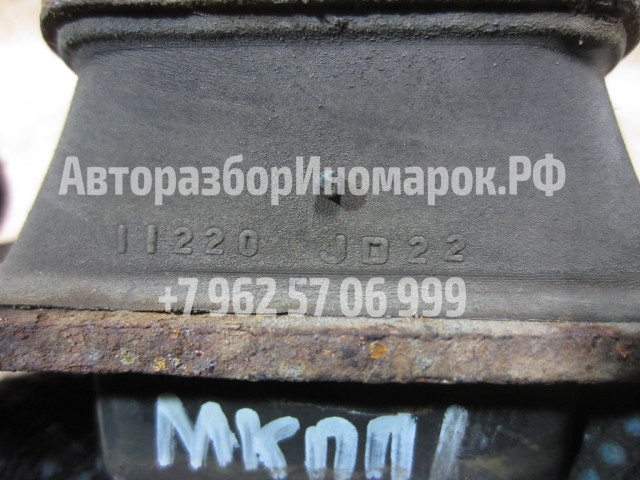 АвторазборИномарок.РФ
11220 JD22
+7 962 57 06 999
МКПП/